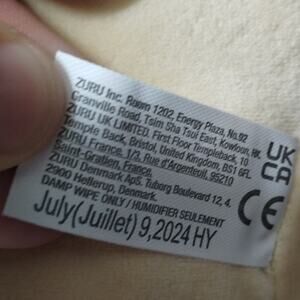 ZURU Inc. Room 1202, Energy Plaza, No.92
Granville Road, Tsim Sha Tsui East, Kowloon, HK.
ZURU UK LIMITED. First Floor Templeback, 10
Temple Back, Bristol, United Kingdom, BS1 6FL
ZURU France. 1/3. Rue d'Argenteuil, 95210
Saint-Gratien, France.
ZURU Denmark ApS. Tuborg Boulevard 12, 4.
2900 Hellerup, Denmark.
DAMP WIPE ONLY / HUMIDIFIER SEULEMENT
July(Juillet) 9,2024 HY
UK
CA
CE